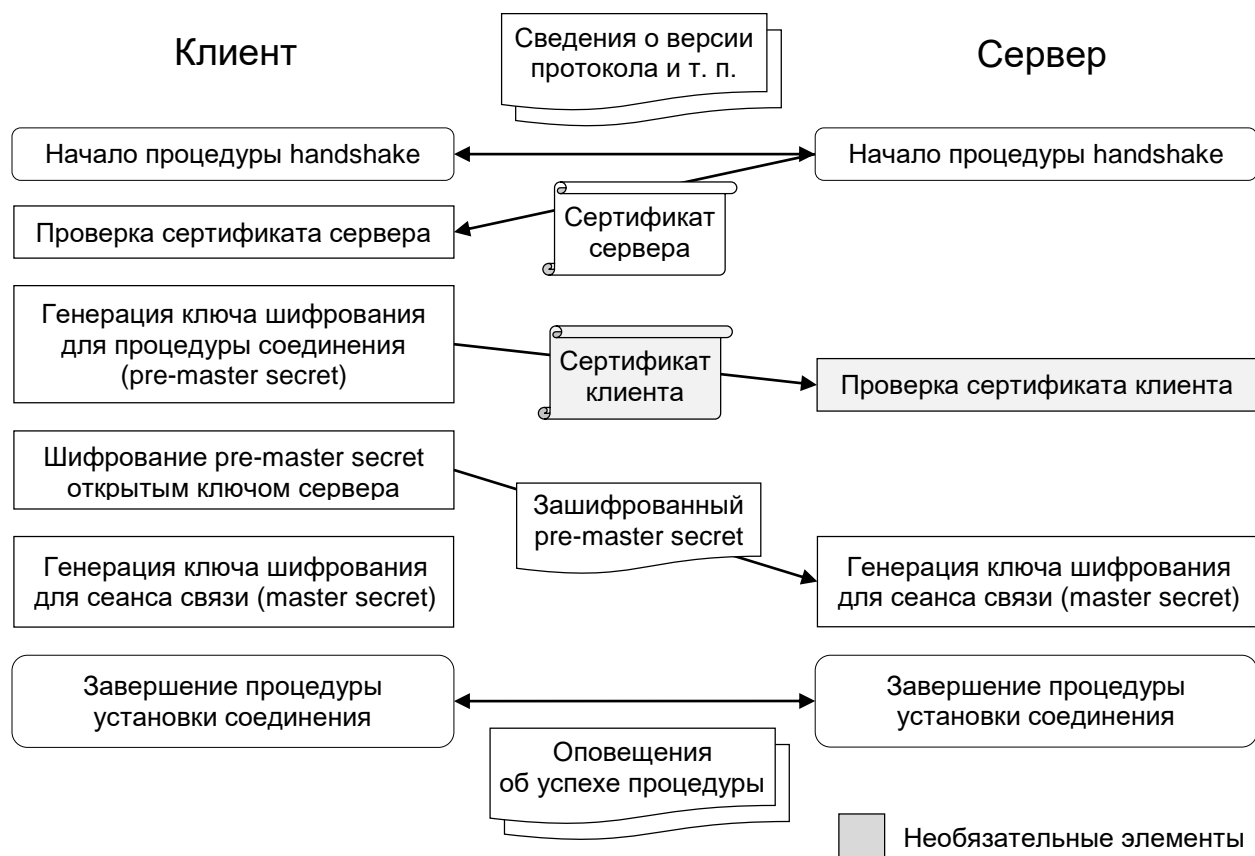 Клиент
Сведения о версии
протокола и т. п.
Сервер
Начало процедуры handshake
Начало процедуры handshake
Сертификат
сервера
Проверка сертификата сервера
Генерация ключа шифрования
для процедуры соединения
(pre-master secret)
Сертификат
клиента
Проверка сертификата клиента
Шифрование pre-master secret
открытым ключом сервера
Зашифрованный
pre-master secret
Генерация ключа шифрования
для сеанса связи (master secret)
Генерация ключа шифрования
для сеанса связи (master secret)
Завершение процедуры
установки соединения
Завершение процедуры
установки соединения
Оповещения
об успехе процедуры
Необязательные элементы